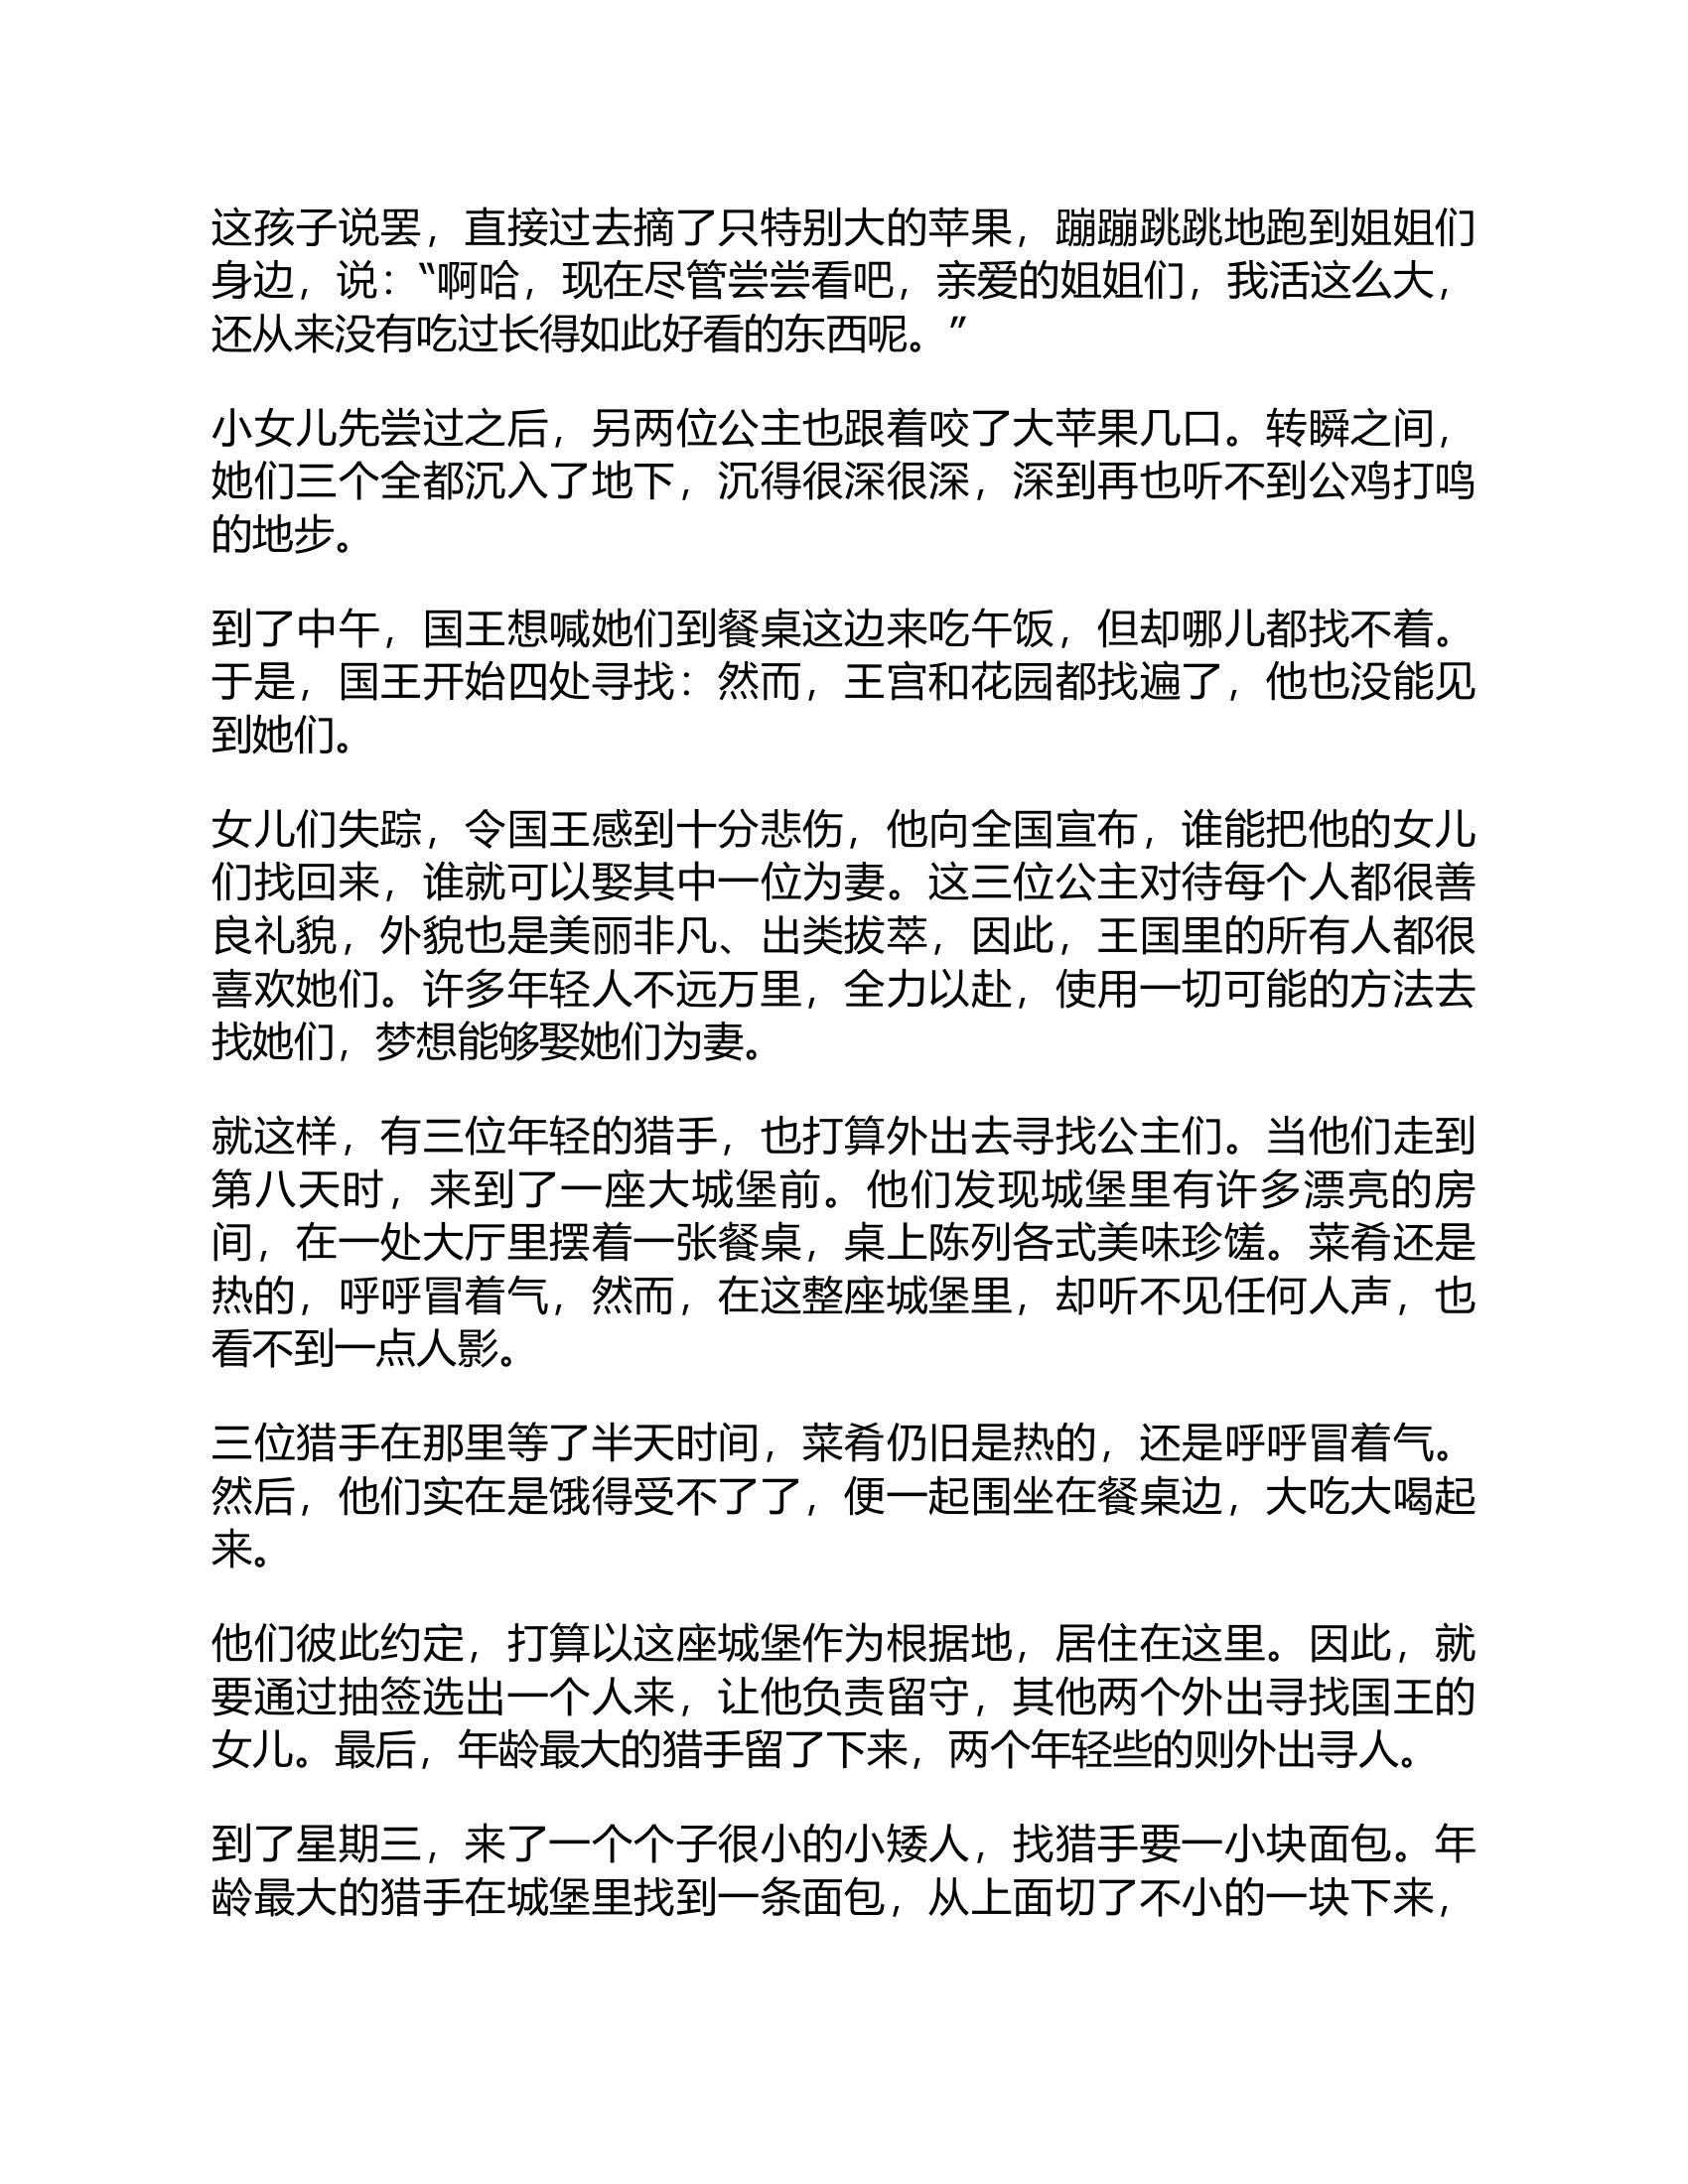 这孩子说罢，直接过去摘了只特别大的苹果，蹦蹦跳跳地跑到姐姐们
身边，说：“啊哈，现在尽管尝尝看吧，亲爱的姐姐们，我活这么大，
还从来没有吃过长得如此好看的东西呢。”
小女儿先尝过之后，另两位公主也跟着咬了大苹果几口。转瞬之间，
她们三个全都沉入了地下，沉得很深很深，深到再也听不到公鸡打鸣
的地步。
到了中午，国王想喊她们到餐桌这边来吃午饭，但却哪儿都找不着。
于是，国王开始四处寻找：然而，王宫和花园都找遍了，他也没能见
到她们。
女儿们失踪，令国王感到十分悲伤，他向全国宣布，谁能把他的女儿
们找回来，谁就可以娶其中一位为妻。这三位公主对待每个人都很善
良礼貌，外貌也是美丽非凡、出类拔萃，因此，王国里的所有人都很
喜欢她们。许多年轻人不远万里，全力以赴，使用一切可能的方法去
找她们，梦想能够娶她们为妻。
就这样，有三位年轻的猎手，也打算外出去寻找公主们。当他们走到
第八天时，来到了一座大城堡前。他们发现城堡里有许多漂亮的房
间，在一处大厅里摆着一张餐桌，桌上陈列各式美味珍馐。菜肴还是
热的，呼呼冒着气，然而，在这整座城堡里，却听不见任何人声，也
看不到一点人影。
三位猎手在那里等了半天时间，菜肴仍旧是热的，还是呼呼冒着气。
然后，他们实在是饿得受不了了，便一起围坐在餐桌边，大吃大喝起
来。
他们彼此约定，打算以这座城堡作为根据地，居住在这里。因此，就
要通过抽签选出一个人来，让他负责留守，其他两个外出寻找国王的
女儿。最后，年龄最大的猎手留了下来，两个年轻些的则外出寻人。
到了星期三，来了一个个子很小的小矮人，找猎手要一小块面包。年
龄最大的猎手在城堡里找到一条面包，从上面切了不小的一块下来，